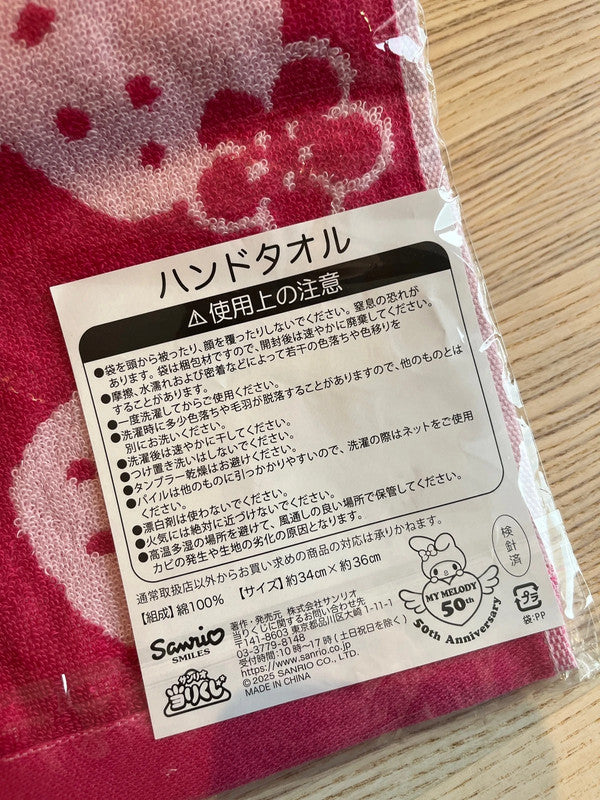 ハンドタオル
⚠使用上の注意
●袋を頭から被ったり、顔を覆ったりしないでください。窒息の恐れが
あります。袋は梱包材ですので、開封後は速やかに廃棄してください。
●摩擦、水濡れおよび密着などによって若干の色落ちや色移りを
することがあります。
●一度洗濯してからご使用ください。
●洗濯時に多少色落ちや毛羽が脱落することがありますので、他のものとは
別にお洗いください。
●洗濯後は速やかに干してください。
●つけ置き洗いはしないでください。
●タンブラー乾燥はお避けください。
●パイルは他のものに引っかかりやすいので、洗濯の際はネットをご使用
ください。
●漂白剤は使わないでください。
●火気には絶対に近づけないでください。
●高温多湿の場所を避けて、風通しの良い場所で保管してください。
カビの発生や生地の劣化の原因となります。
通常取扱店以外からお買い求めの商品の対応は承りかねます。
【組成】綿100% 【サイズ】約34cm×約36cm
Sanrio
SMILES
サンリオ
当りくじ
著作・発売元 株式会社サンリオ
当りくじに関するお問い合わせ先
〒141-8603 東京都品川区大崎1-11-1
03-3779-8148
受付時間:10時〜17時(土日祝日を除く)
https://www.sanrio.co.jp
© 2025 SANRIO CO., LTD.
MADE IN CHINA
MY MELODY
50th
50th Anniversary
検針済
プラ
袋:PP